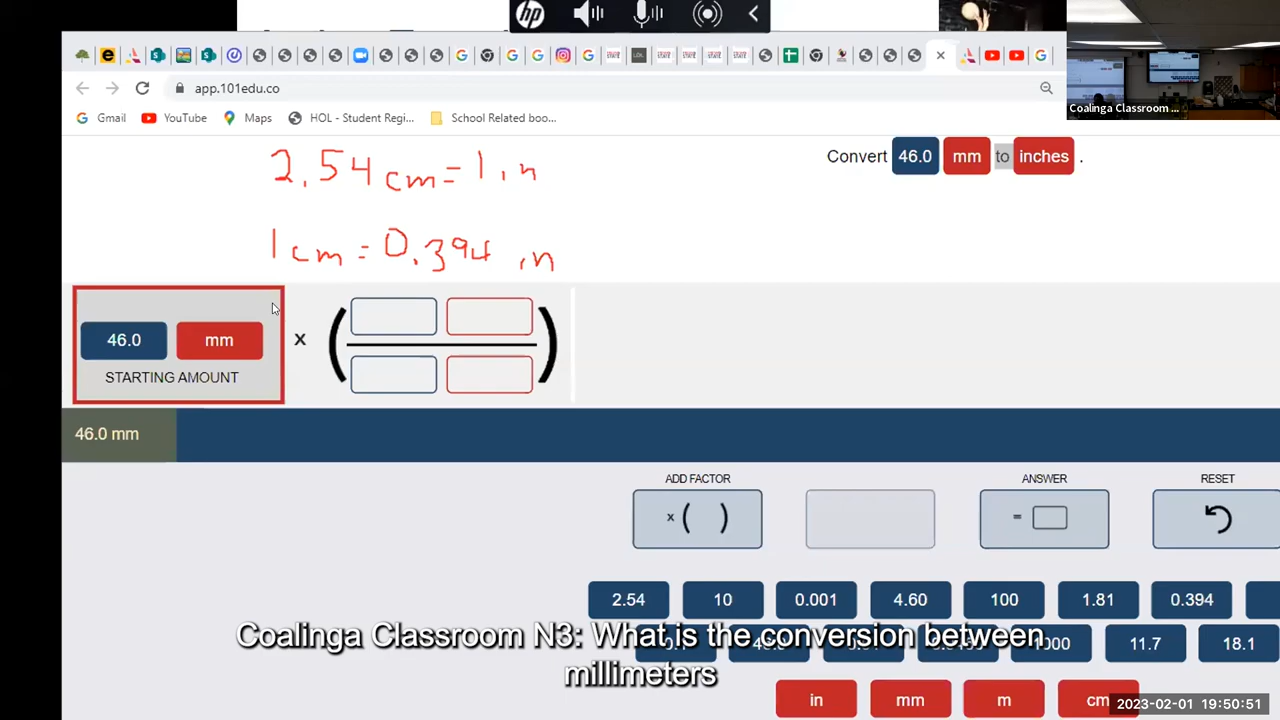 hp
app.101edu.co
Gmail YouTube Maps HOL - Student Regi... School Related boo...
Coalinga Classroom ...
2.54 cm = 1 in
1 cm = 0.394 in
Convert 46.0 mm to inches .
46.0 mm x ( )
STARTING AMOUNT
46.0 mm
ADD FACTOR ANSWER RESET
x ( ) =
2.54 10 0.001 4.60 100 1.81 0.394
1000 11.7 18.1
Coalinga Classroom N3: What is the conversion between
millimeters
in mm m cm
2023-02-01 19:50:51